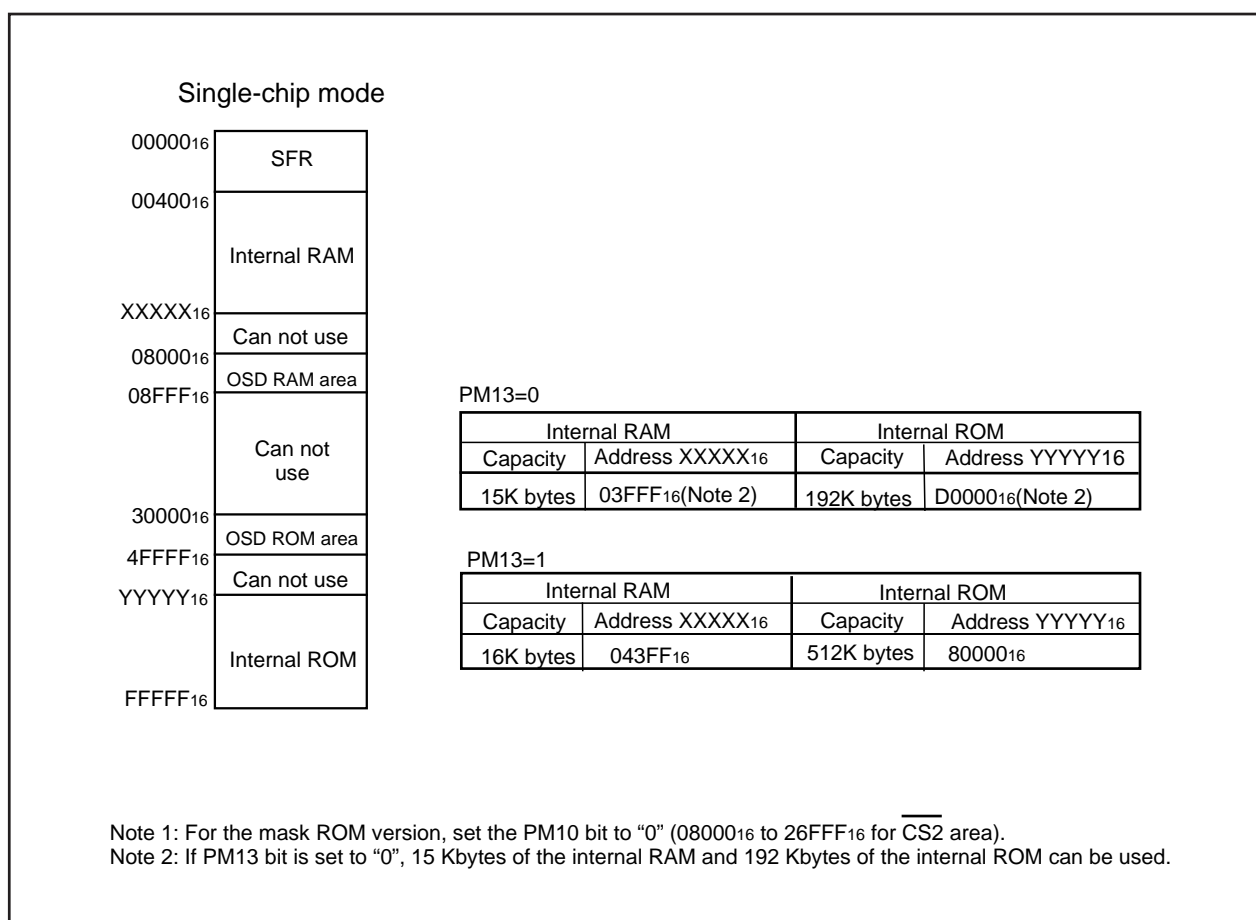 Single-chip mode
0000016
SFR
0040016
Internal RAM
XXXXX16
Can not use
0800016
OSD RAM area
08FFF16
Can not
use
3000016
OSD ROM area
4FFFF16
Can not use
YYYYY16
Internal ROM
FFFFF16
PM13=0
Internal RAM Internal ROM
Capacity Address XXXXX16 Capacity Address YYYYY16
15K bytes 03FFF16(Note 2) 192K bytes D000016(Note 2)
PM13=1
Internal RAM Internal ROM
Capacity Address XXXXX16 Capacity Address YYYYY16
16K bytes 043FF16 512K bytes 8000016
Note 1: For the mask ROM version, set the PM10 bit to “0” (0800016 to 26FFF16 for CS2 area).
Note 2: If PM13 bit is set to “0”, 15 Kbytes of the internal RAM and 192 Kbytes of the internal ROM can be used.